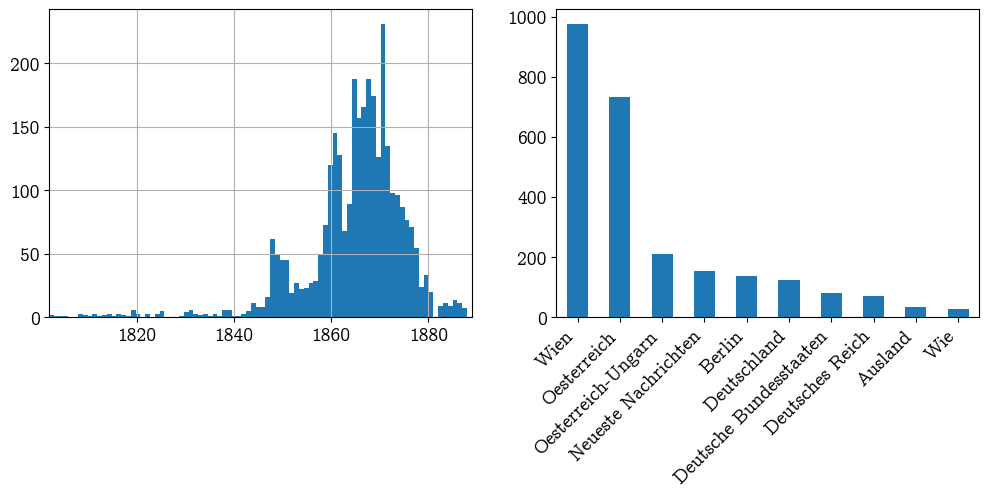 200
150
100
50
0
1820 1840 1860 1880
1000
800
600
400
200
0
Wien
Oesterreich
Oesterreich-Ungarn
Neueste Nachrichten
Berlin
Deutschland
Deutsche Bundesstaaten
Deutsches Reich
Ausland
Wie